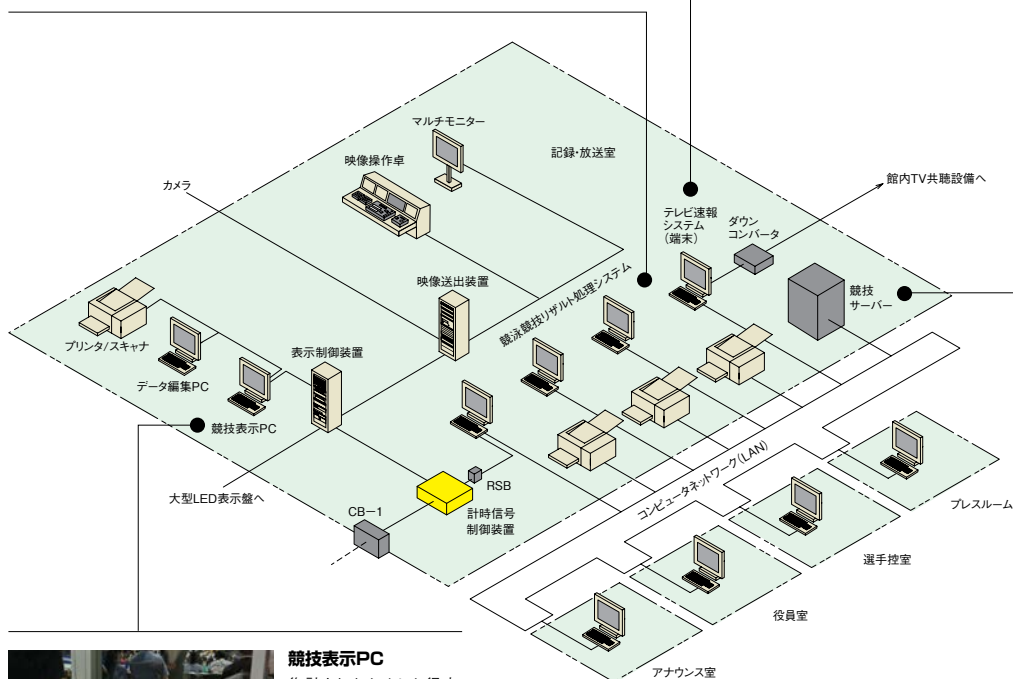 マルチモニター
記録・放送室
映像操作卓
カメラ
館内TV共聴設備へ
テレビ速報
システム
(端末)
ダウン
コンバータ
映像送出装置
競泳競技リザルト処理システム
競技
サーバー
プリンタ/スキャナ
表示制御装置
データ編集PC
競技表示PC
コンピュータネットワーク(LAN)
大型LED表示盤へ
RSB
計時信号
制御装置
CB−1
プレスルーム
選手控室
役員室
アナウンス室
競技表示PC